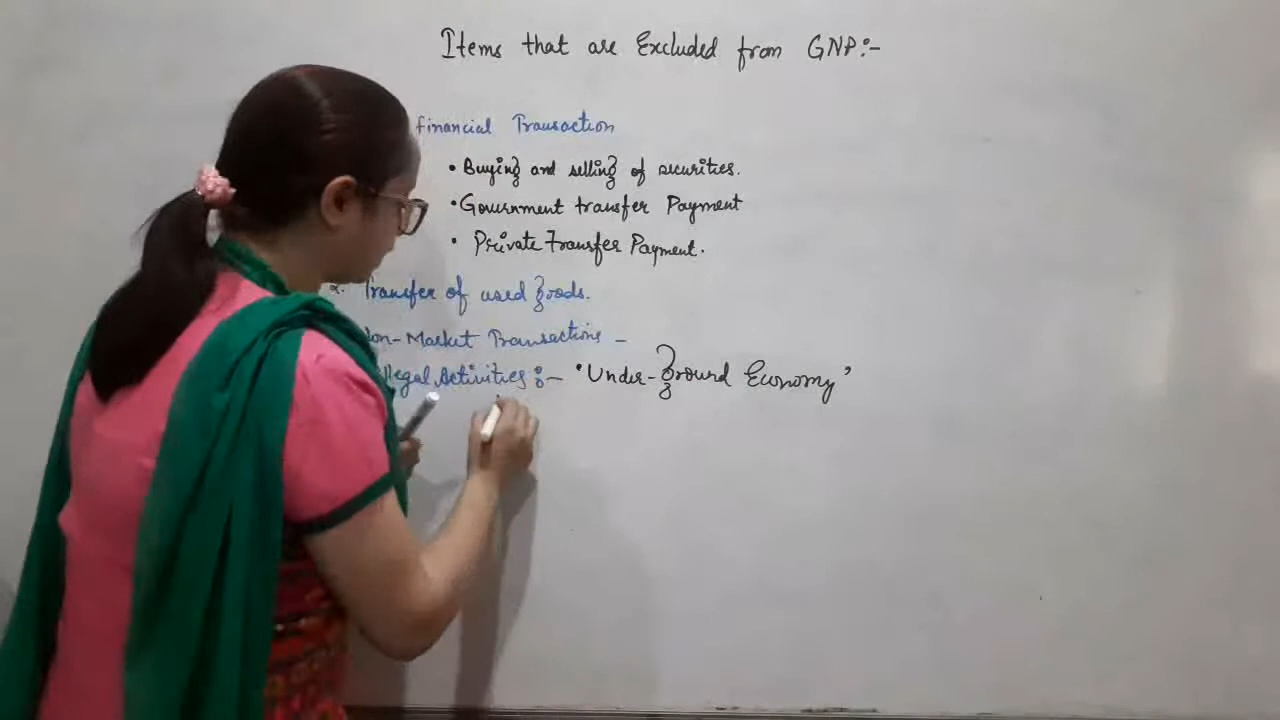 Items that are Excluded from GNP:-
Financial Transaction
• Buying and selling of securities.
• Government transfer Payment
• Private Transfer Payment.
2. Transfer of used goods.
Non-Market Transactions -
Illegal Activities :- 'Under-Ground Economy'